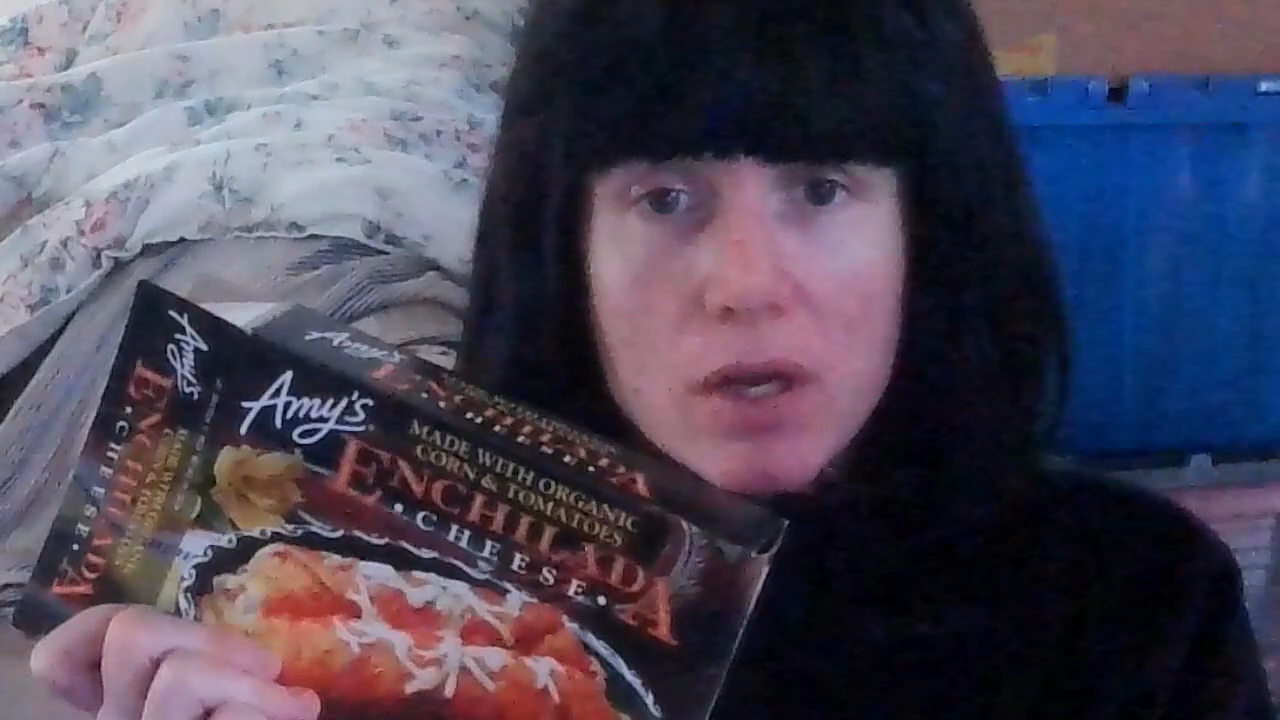 Amy's
ENCHILADA
Amy's
MADE WITH ORGANIC
CORN & TOMATOES
ENCHILADA
• CHEESE •
Amy's
ENCHILADA
• CHEESE •